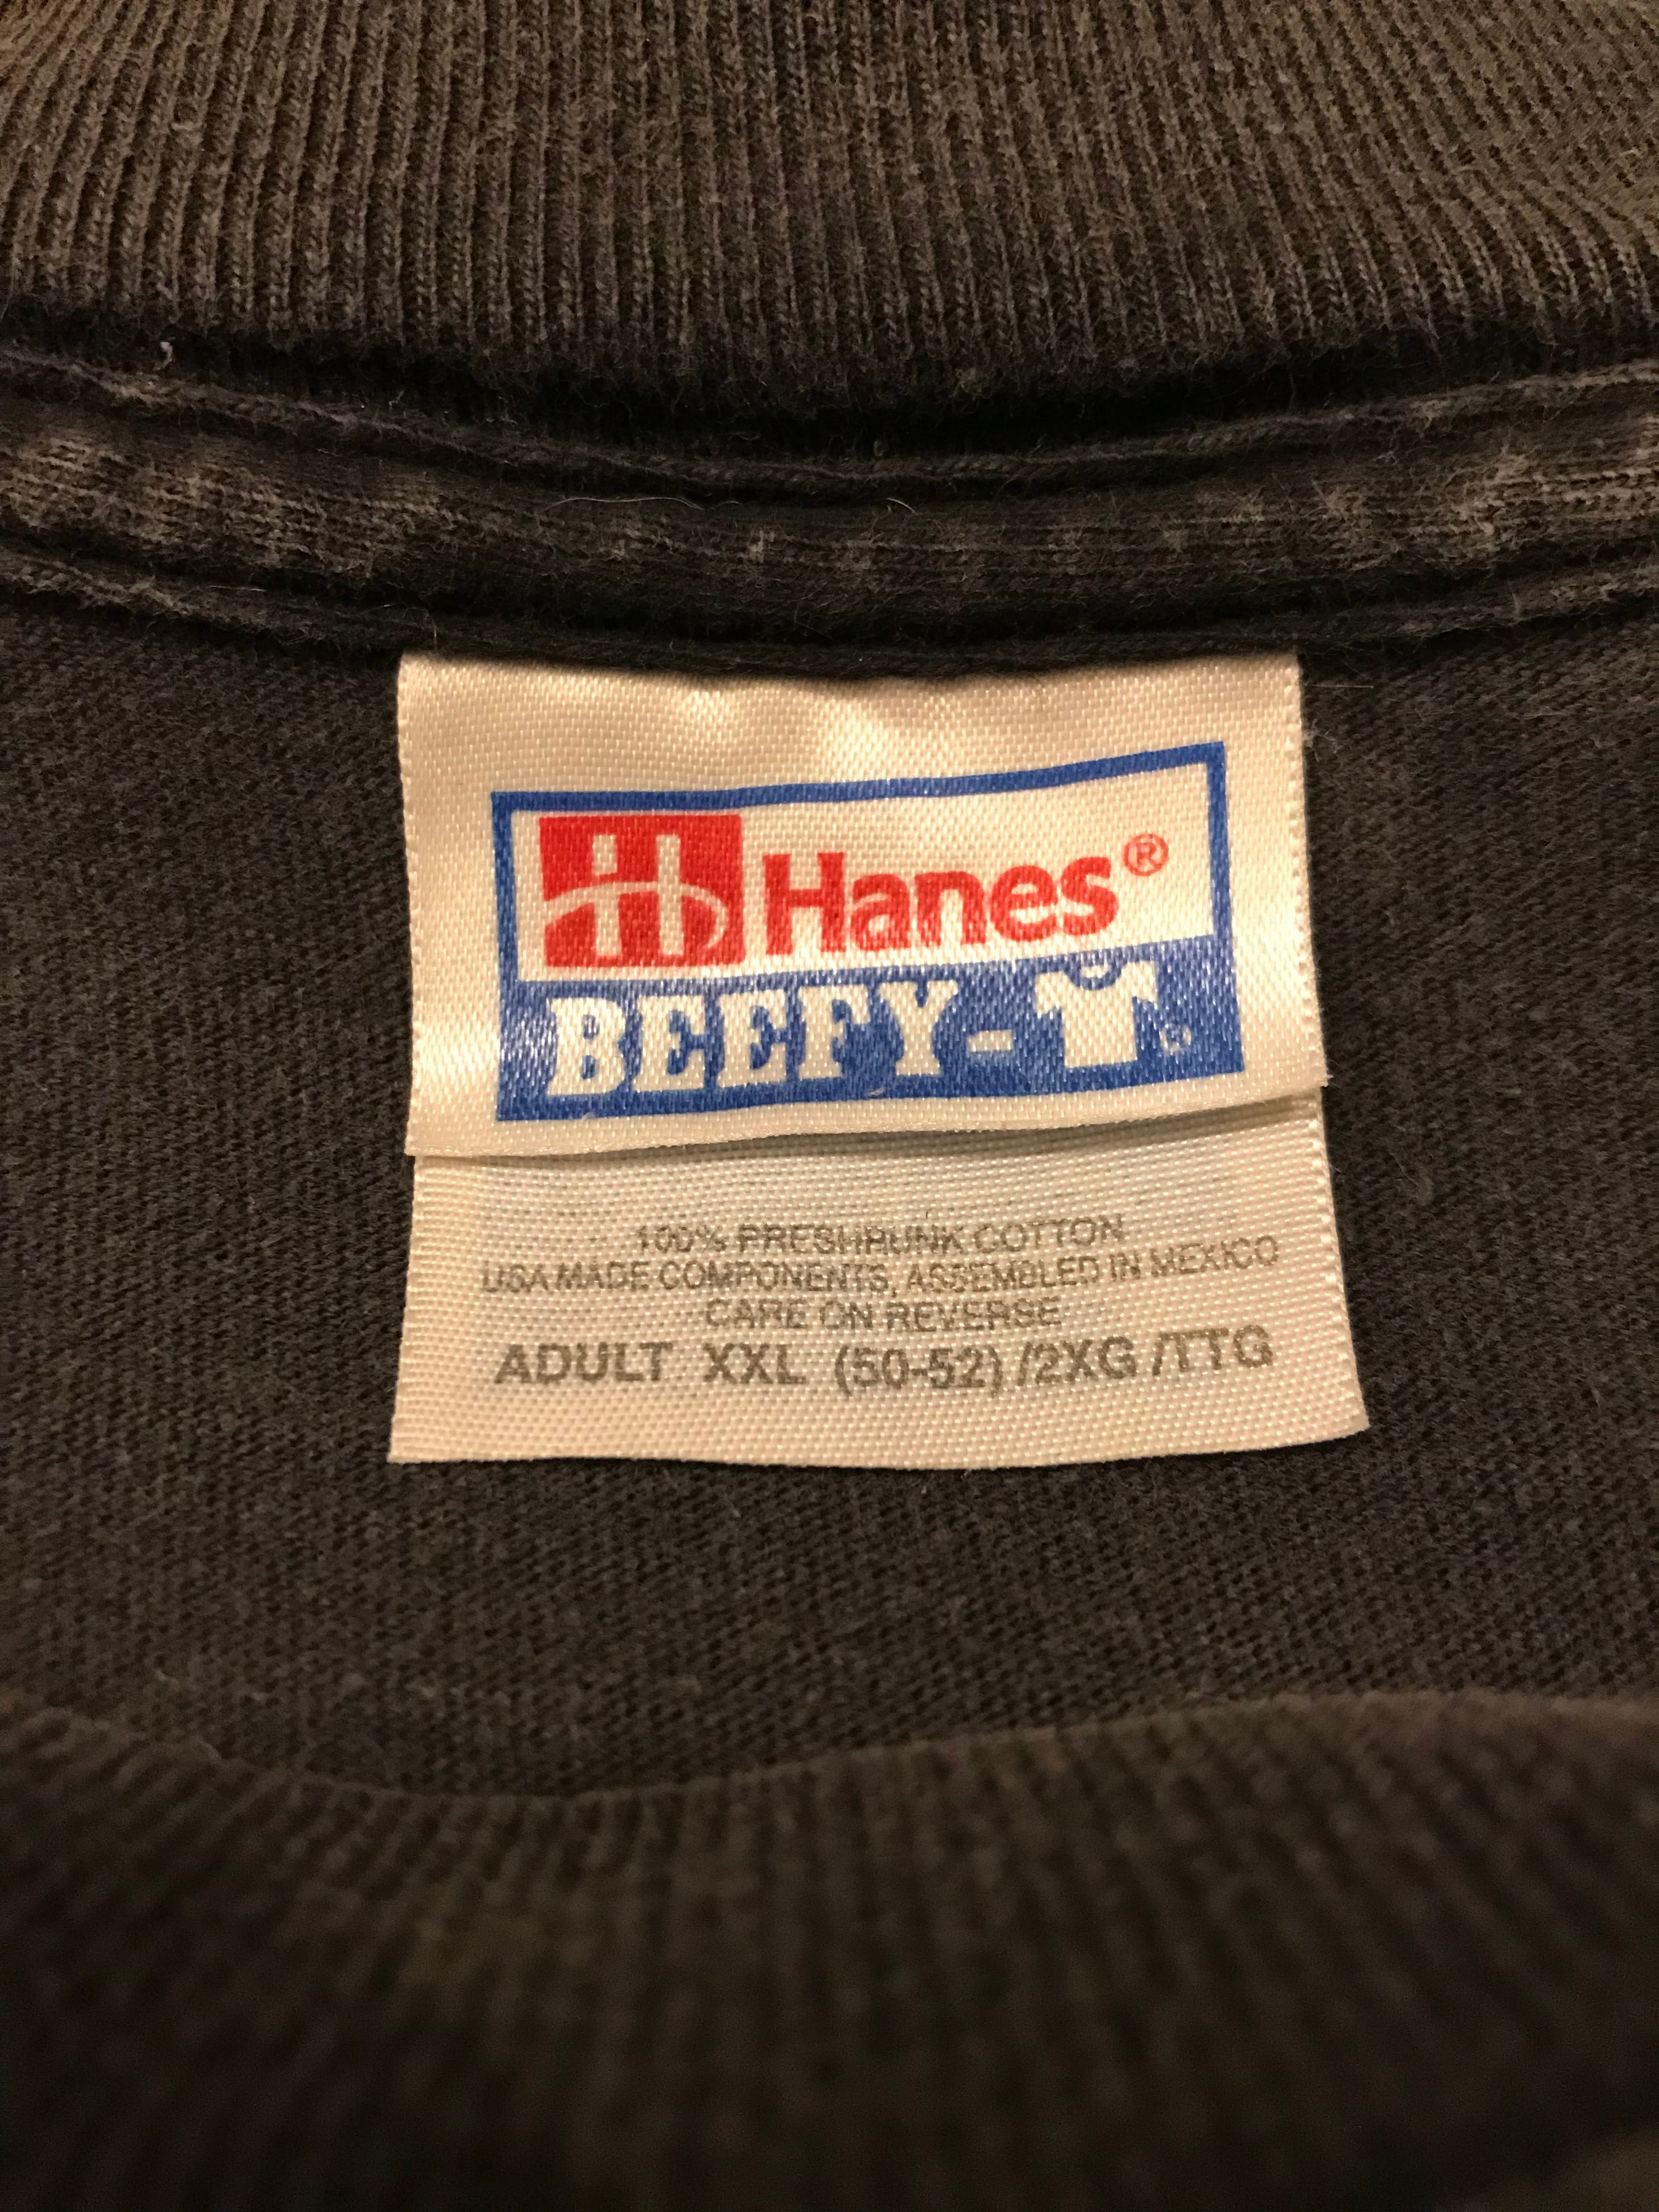 Hanes®
BEEFY-T
100% PRESHRUNK COTTON
USA MADE COMPONENTS, ASSEMBLED IN MEXICO
CARE ON REVERSE
ADULT XXL (50-52) /2XG /TTG